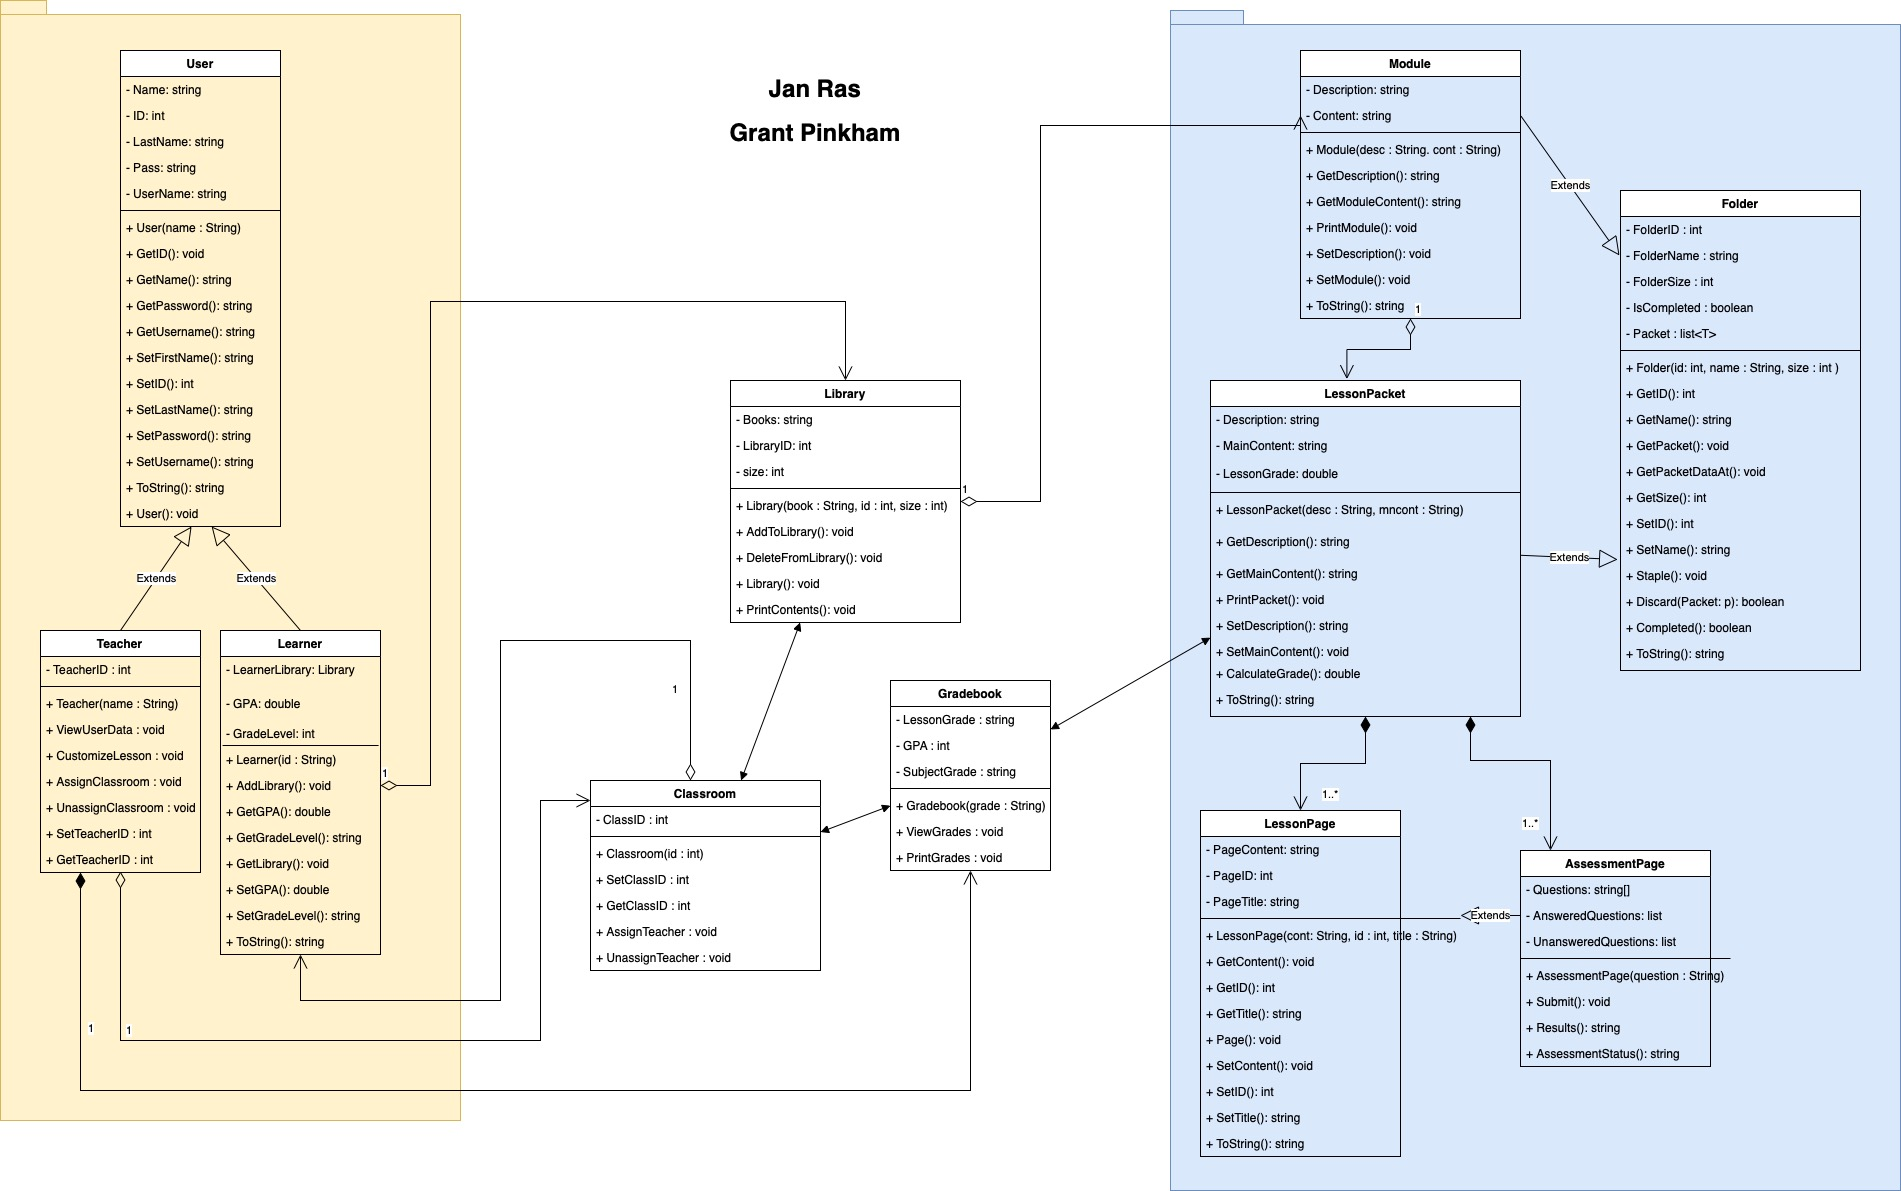 Jan Ras
Grant Pinkham
User
- Name: string
- ID: int
- LastName: string
- Pass: string
- UserName: string
+ User(name : String)
+ GetID(): void
+ GetName(): string
+ GetPassword(): string
+ GetUsername(): string
+ SetFirstName(): string
+ SetID(): int
+ SetLastName(): string
+ SetPassword(): string
+ SetUsername(): string
+ ToString(): string
+ User(): void
Extends
Extends
Teacher
- TeacherID : int
+ Teacher(name : String)
+ ViewUserData : void
+ CustomizeLesson : void
+ AssignClassroom : void
+ UnassignClassroom : void
+ SetTeacherID : int
+ GetTeacherID : int
1
1
Learner
- LearnerLibrary: Library
- GPA: double
- GradeLevel: int
+ Learner(id : String)
+ AddLibrary(): void
+ GetGPA(): double
+ GetGradeLevel(): string
+ GetLibrary(): void
+ SetGPA(): double
+ SetGradeLevel(): string
+ ToString(): string
1
Library
- Books: string
- LibraryID: int
- size: int
+ Library(book : String, id : int, size : int)
+ AddToLibrary(): void
+ DeleteFromLibrary(): void
+ Library(): void
+ PrintContents(): void
1
1
Classroom
- ClassID : int
+ Classroom(id : int)
+ SetClassID : int
+ GetClassID : int
+ AssignTeacher : void
+ UnassignTeacher : void
Gradebook
- LessonGrade : string
- GPA : int
- SubjectGrade : string
+ Gradebook(grade : String)
+ ViewGrades : void
+ PrintGrades : void
Module
- Description: string
- Content: string
+ Module(desc : String. cont : String)
+ GetDescription(): string
+ GetModuleContent(): string
+ PrintModule(): void
+ SetDescription(): void
+ SetModule(): void
+ ToString(): string
1
Extends
Folder
- FolderID : int
- FolderName : string
- FolderSize : int
- IsCompleted : boolean
- Packet : list<T>
+ Folder(id: int, name : String, size : int )
+ GetID(): int
+ GetName(): string
+ GetPacket(): void
+ GetPacketDataAt(): void
+ GetSize(): int
+ SetID(): int
+ SetName(): string
+ Staple(): void
+ Discard(Packet: p): boolean
+ Completed(): boolean
+ ToString(): string
LessonPacket
- Description: string
- MainContent: string
- LessonGrade: double
+ LessonPacket(desc : String, mncont : String)
+ GetDescription(): string
+ GetMainContent(): string
+ PrintPacket(): void
+ SetDescription(): string
+ SetMainContent(): void
+ CalculateGrade(): double
+ ToString(): string
Extends
1..*
1..*
LessonPage
- PageContent: string
- PageID: int
- PageTitle: string
+ LessonPage(cont: String, id : int, title : String)
+ GetContent(): void
+ GetID(): int
+ GetTitle(): string
+ Page(): void
+ SetContent(): void
+ SetID(): int
+ SetTitle(): string
+ ToString(): string
Extends
AssessmentPage
- Questions: string[]
- AnsweredQuestions: list
- UnansweredQuestions: list
+ AssessmentPage(question : String)
+ Submit(): void
+ Results(): string
+ AssessmentStatus(): string